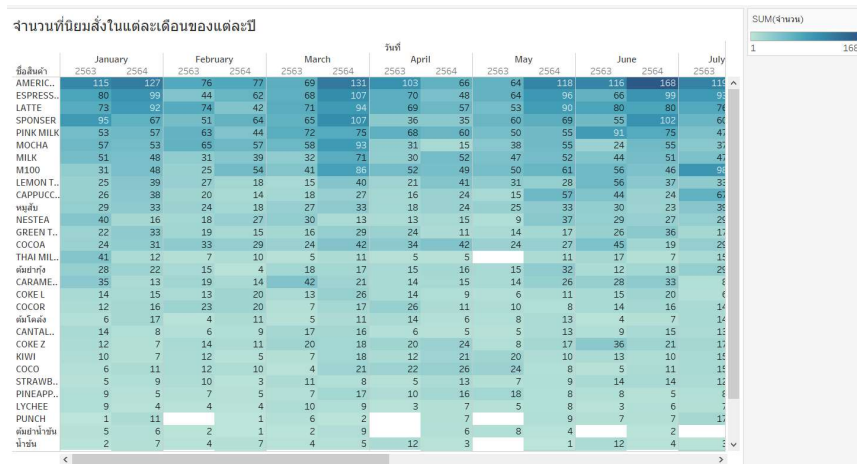 จำนวนที่นิยมสั่งในแต่ละเดือนของแต่ละปี
SUM(จำนวน)
1 168
วันที่
January February March April May June July
ชื่อสินค้า 2563 2564 2563 2564 2563 2564 2563 2564 2563 2564 2563 2564 2563
AMERIC.. 115 127 76 77 69 131 103 66 64 118 116 168 119
ESPRESS.. 80 99 44 62 68 107 70 48 64 96 66 99 93
LATTE 73 92 74 42 71 94 69 57 53 90 80 80 76
SPONSER 95 67 51 64 65 107 36 35 60 69 55 102 60
PINK MILK 53 57 63 44 72 75 68 60 50 55 91 75 47
MOCHA 57 53 65 57 58 93 31 15 38 55 24 55 37
MILK 51 48 31 39 32 71 30 52 47 52 44 51 47
M100 31 48 25 54 41 86 52 49 50 61 56 46 98
LEMON T.. 25 39 27 18 15 40 21 41 31 28 56 37 33
CAPPUCC.. 26 38 20 14 18 27 16 24 15 57 44 24 67
หมูสับ 29 33 24 18 27 33 18 24 25 33 30 23 39
NESTEA 40 16 18 27 30 13 13 15 9 37 29 27 29
GREEN T.. 22 33 19 15 16 29 24 11 14 17 26 36 17
COCOA 24 31 33 29 24 42 34 42 24 27 45 19 29
THAI MIL.. 41 12 7 10 5 11 5 5 11 17 7 15
ต้มยำกุ้ง 28 22 15 4 18 17 15 16 15 32 12 18 29
CARAME.. 35 13 19 14 42 21 14 15 14 26 28 33 8
COKE L 14 15 13 20 13 26 14 9 6 11 15 20 6
COCOR 12 16 23 20 7 17 26 11 10 8 14 16 14
ต้มโคล้ง 6 17 4 11 5 11 14 6 8 13 4 7 14
CANTAL.. 14 8 6 9 17 16 6 5 5 13 9 15 13
COKE Z 12 7 14 11 20 18 20 24 8 17 36 21 17
KIWI 10 7 12 5 7 18 12 21 20 10 13 10 15
COCO 6 11 12 10 4 21 22 26 24 8 5 11 15
STRAWB.. 5 9 10 3 11 8 5 13 7 9 14 14 12
PINEAPP.. 9 5 7 5 7 17 10 16 18 8 8 5
LYCHEE 9 4 4 4 10 9 3 7 5 8 3 6
PUNCH 1 11 1 6 2 7 9 7 7 17
ต้มยำน้ำข้น 5 6 2 1 2 9 6 8 4 2
น้ำข้น 2 7 4 7 4 5 12 3 1 12 4